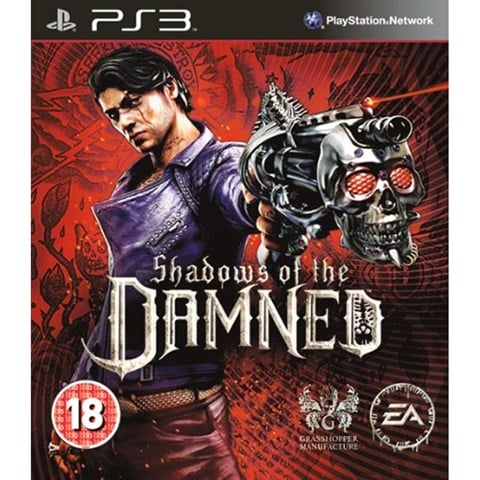 PS3
PlayStation®Network
Shadows of the
DAMNED
18
G
GRASSHOPPER
MANUFACTURE
EA